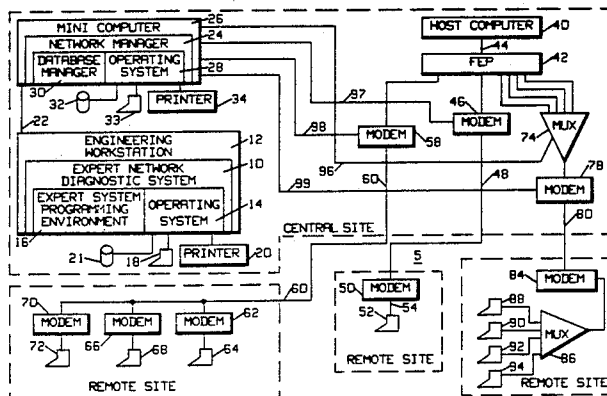 MINI COMPUTER 26
NETWORK MANAGER 24
DATABASE MANAGER
OPERATING SYSTEM 28
30
32
33
PRINTER 34
22
ENGINEERING WORKSTATION 12
EXPERT NETWORK DIAGNOSTIC SYSTEM 10
EXPERT SYSTEM PROGRAMMING ENVIRONMENT
OPERATING SYSTEM 14
16
21
18
PRINTER 20
HOST COMPUTER 40
44
FEP 42
97
46
MODEM
98
MODEM 58
96
99
60
48
74
MUX
MODEM 78
80
CENTRAL SITE
5
60
70
MODEM
72
MODEM
66
68
MODEM 62
64
REMOTE SITE
50
MODEM
54
52
REMOTE SITE
84
MODEM
88
90
92
94
MUX
86
REMOTE SITE